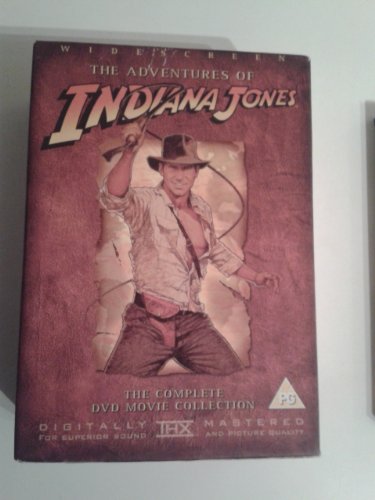 WIDESCREEN
THE ADVENTURES OF
INDIANA JONES
THE COMPLETE
DVD MOVIE COLLECTION
PG
DIGITALLY THX MASTERED
FOR SUPERIOR SOUND AND PICTURE QUALITY